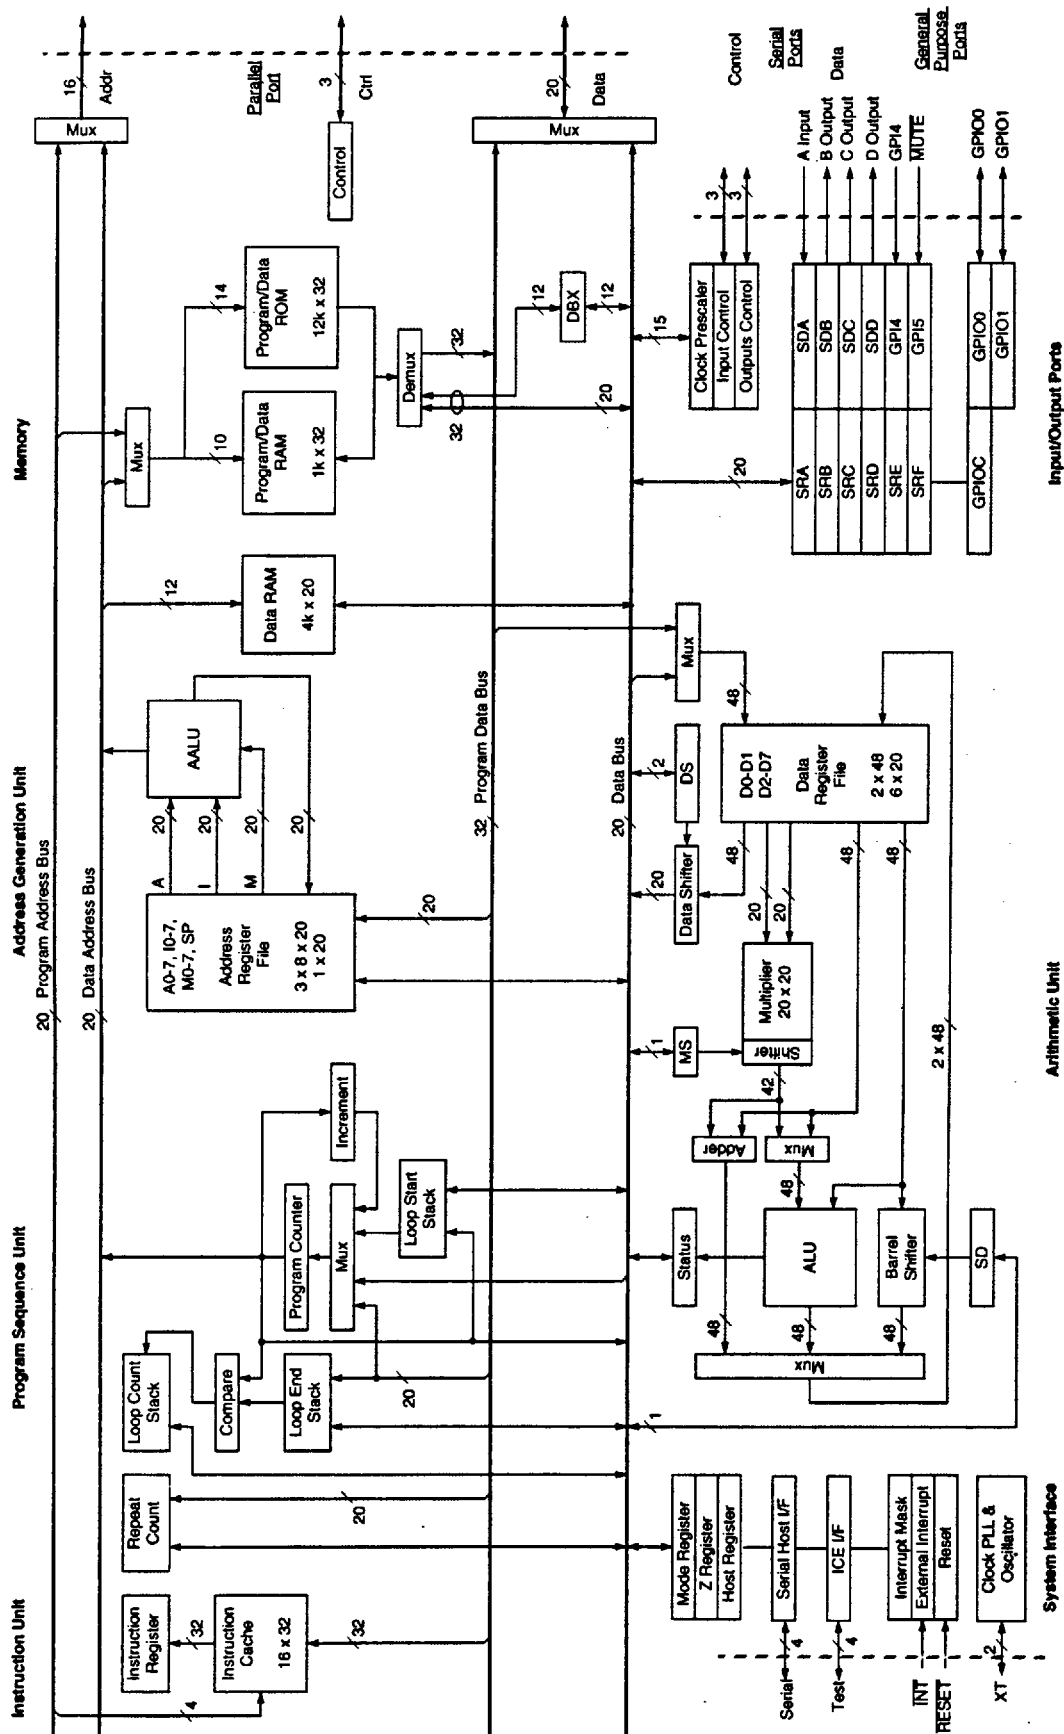 Instruction Unit
Program Sequence Unit
Address Generation Unit
Memory
20 Program Address Bus
20 Data Address Bus
Mux
16
Addr
Parallel
Port
3
Ctrl
Control
20
Data
Mux
4
Instruction
Register
32
Instruction
Cache
16 x 32
32
Repeat
Count
20
Loop Count
Stack
Compare
Loop End
Stack
20
Program Counter
Mux
Increment
Loop Start
Stack
A0-7, I0-7,
M0-7, SP
Address
Register
File
3 x 8 x 20
1 x 20
A
I
M
20
20
20
20
20
AALU
12
Data RAM
4k x 20
Mux
10
14
Program/Data
RAM
1k x 32
Program/Data
ROM
12k x 32
Demux
32
32
12
DBX
12
20
32 Program Data Bus
20 Data Bus
Mode Register
Z Register
Host Register
Serial Host I/F
ICE I/F
Interrupt Mask
External Interrupt
Reset
Clock PLL &
Oscillator
Serial
4
Test
4
INT
RESET
XT
2
System Interface
1
Status
ALU
Barrel
Shifter
SD
Mux
48
48
48
Adder
Mux
48
42
MS
1
Shifter
Multiplier
20 x 20
20
20
Data Shifter
20
48
48
48
DS
2
D0-D1
D2-D7
Data
Register
File
2 x 48
6 x 20
48
Mux
2 x 48
Arithmetic Unit
20
15
Clock Prescaler
Input Control
Outputs Control
3
3
Control
Serial
Ports
Data
SRA
SDA
A Input
SRB
SDB
B Output
SRC
SDC
C Output
SRD
SDD
D Output
SRE
GPI4
GPI4
SRF
GPI5
MUTE
General
Purpose
Ports
GPIOC
GPIO0
GPIO1
GPIO0
GPIO1
Input/Output Ports